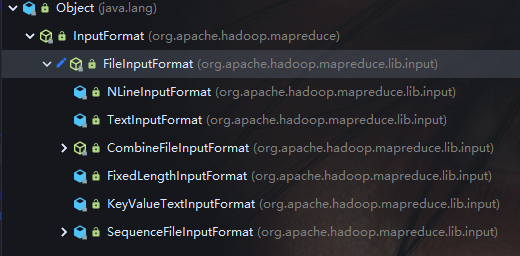 Object (java.lang)
InputFormat (org.apache.hadoop.mapreduce)
FileInputFormat (org.apache.hadoop.mapreduce.lib.input)
NLineInputFormat (org.apache.hadoop.mapreduce.lib.input)
TextInputFormat (org.apache.hadoop.mapreduce.lib.input)
CombineFileInputFormat (org.apache.hadoop.mapreduce.lib.input)
FixedLengthInputFormat (org.apache.hadoop.mapreduce.lib.input)
KeyValueTextInputFormat (org.apache.hadoop.mapreduce.lib.input)
SequenceFileInputFormat (org.apache.hadoop.mapreduce.lib.input)